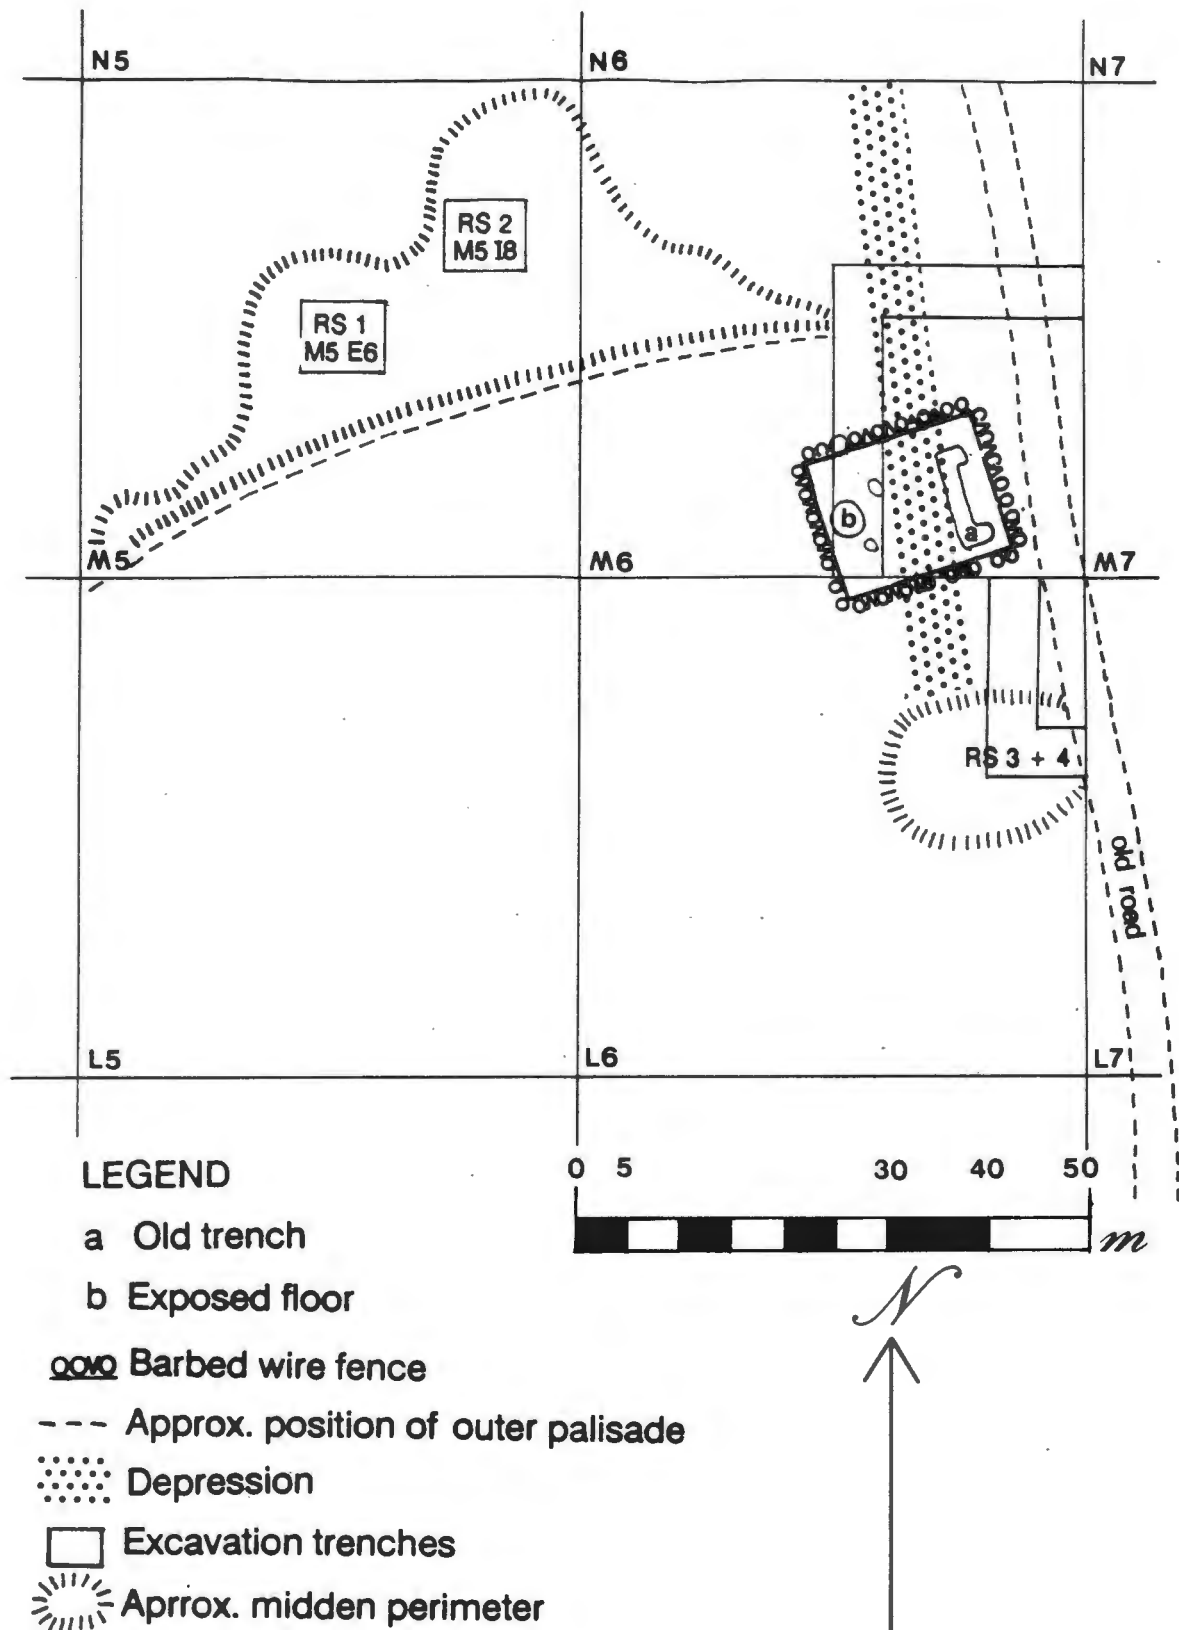 N5 N6 N7
RS 2
M5 I8
RS 1
M5 E6
b
a
M5 M6 M7
RS 3 + 4
old road
L5 L6 L7
0 5 30 40 50
m
N
LEGEND
a Old trench
b Exposed floor
Barbed wire fence
Approx. position of outer palisade
Depression
Excavation trenches
Aprrox. midden perimeter